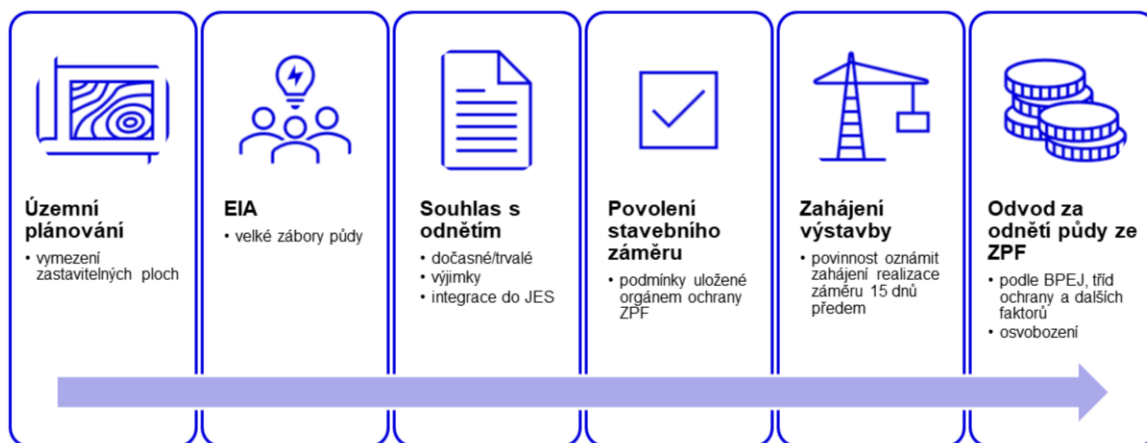 Územní
plánování
• vymezení
zastavitelných ploch
EIA
• velké zábory půdy
Souhlas s
odnětím
• dočasné/trvalé
• výjimky
• integrace do JES
Povolení
stavebního
záměru
• podmínky uložené
orgánem ochrany
ZPF
Zahájení
výstavby
• povinnost oznámit
zahájení realizace
záměru 15 dnů
předem
Odvod za
odnětí půdy ze
ZPF
• podle BPEJ, tříd
ochrany a dalších
faktorů
• osvobození